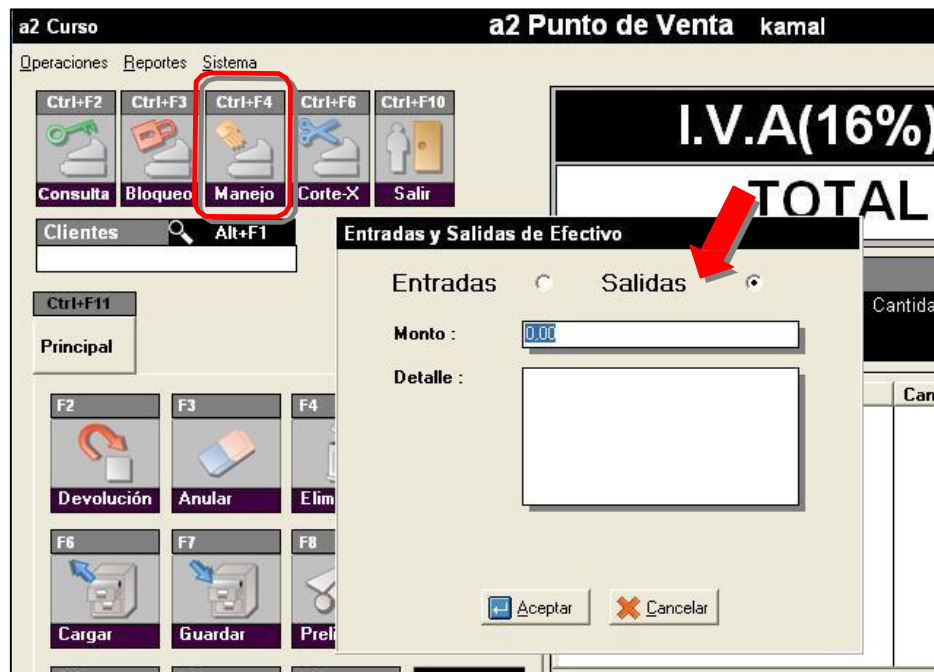 a2 Curso a2 Punto de Venta kamal
Operaciones Reportes Sistema
Ctrl+F2 Ctrl+F3 Ctrl+F4 Ctrl+F6 Ctrl+F10
Consulta Bloqueo Manejo Corte-X Salir
I.V.A(16%)
TOTAL
Clientes Alt+F1
Entradas y Salidas de Efectivo
Entradas Salidas
Monto : 0,00
Detalle :
Aceptar Cancelar
Ctrl+F11
Principal
F2 F3 F4
Devolución Anular Elim
F6 F7 F8
Cargar Guardar Preli
Cantida
Can